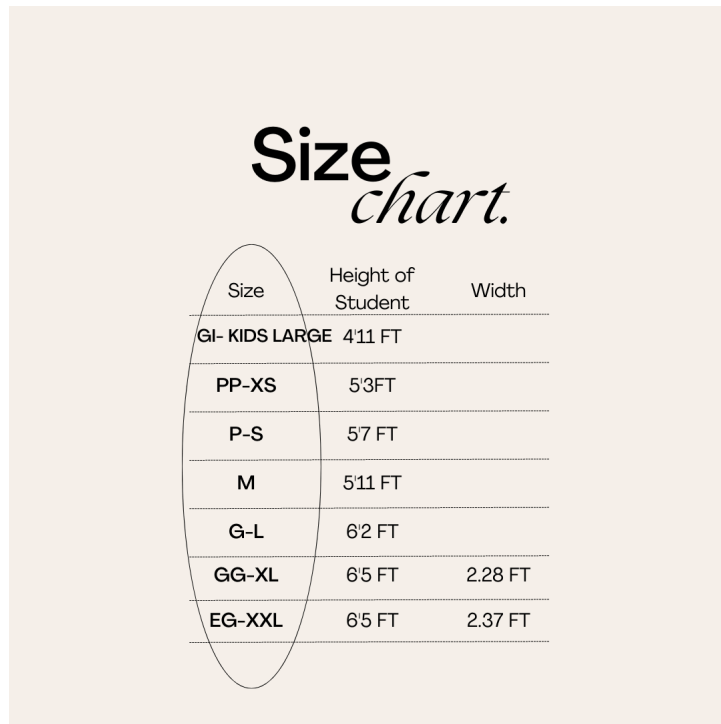 Size
chart.
Size Height of Student Width
GI- KIDS LARGE 4'11 FT
PP-XS 5'3FT
P-S 5'7 FT
M 5'11 FT
G-L 6'2 FT
GG-XL 6'5 FT 2.28 FT
EG-XXL 6'5 FT 2.37 FT